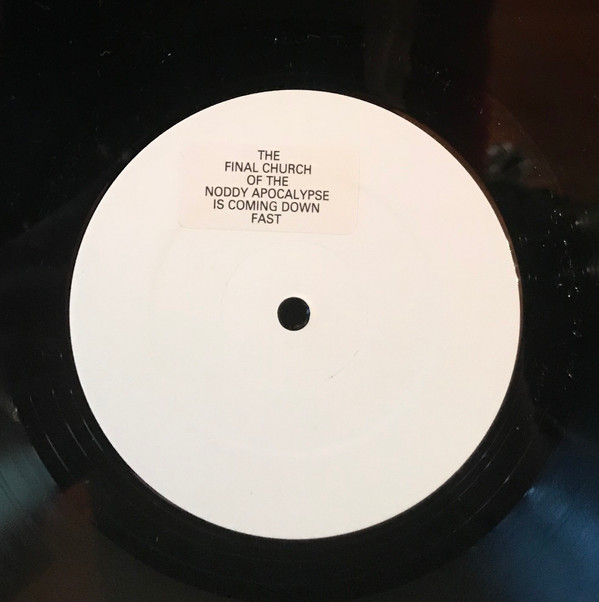 THE
FINAL CHURCH
OF THE
NODDY APOCALYPSE
IS COMING DOWN
FAST